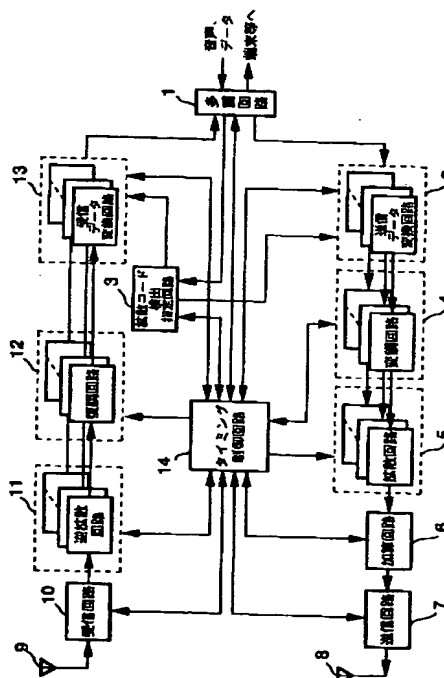 音声、データ
端末等へ
1
多重回路
13
受信
データ
変換回路
2
送信
データ
変換回路
3
拡散コード
検出
指定回路
12
復調回路
4
変調回路
14
タイミング
制御回路
11
逆拡散
回路
5
拡散回路
10
受信回路
6
加算回路
9
7
送信回路
8